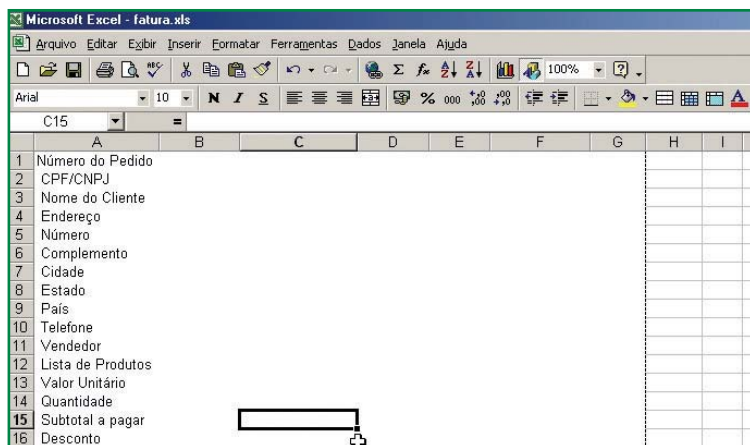 Microsoft Excel - fatura.xls
Arquivo Editar Exibir Inserir Formatar Ferramentas Dados Janela Ajuda
100%
Arial 10 N I S % 000
C15 =
A B C D E F G H I
1 Número do Pedido
2 CPF/CNPJ
3 Nome do Cliente
4 Endereço
5 Número
6 Complemento
7 Cidade
8 Estado
9 País
10 Telefone
11 Vendedor
12 Lista de Produtos
13 Valor Unitário
14 Quantidade
15 Subtotal a pagar
16 Desconto